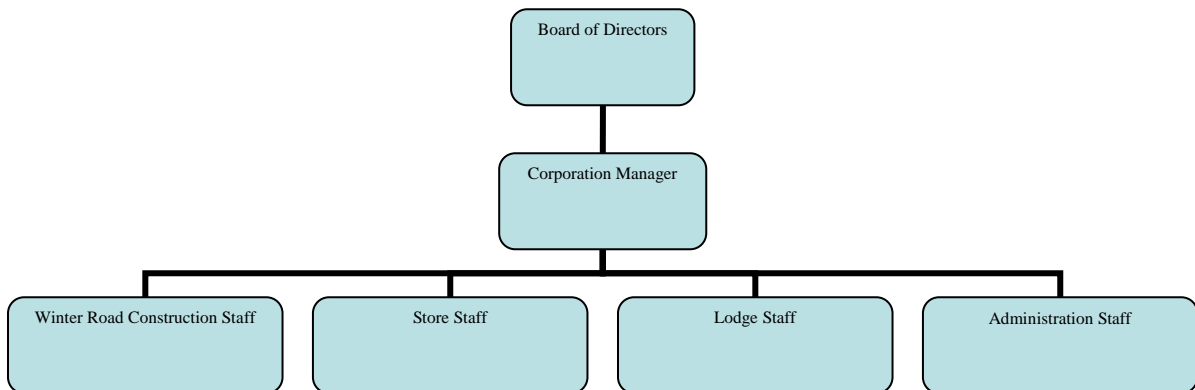 Board of Directors
Corporation Manager
Winter Road Construction Staff
Store Staff
Lodge Staff
Administration Staff